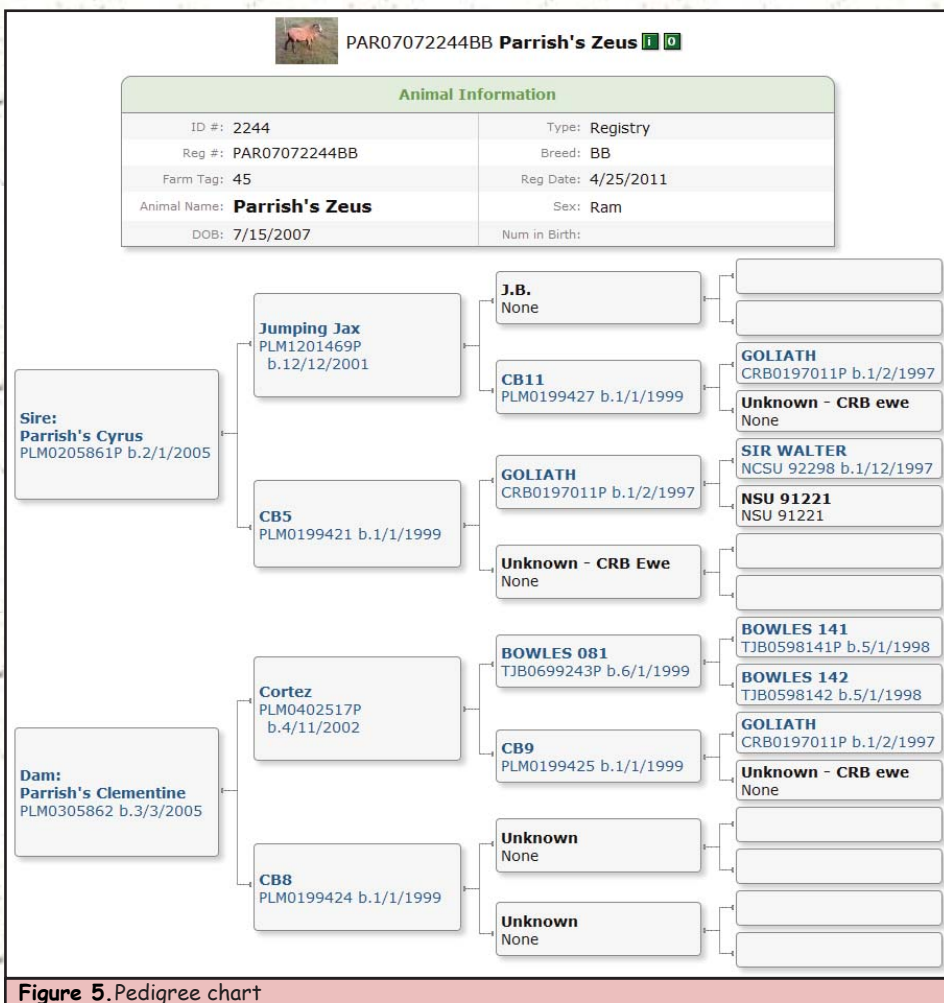 PAR07072244BB Parrish's Zeus i O
Animal Information
ID #: 2244
Type: Registry
Reg #: PAR07072244BB
Breed: BB
Farm Tag: 45
Reg Date: 4/25/2011
Animal Name: Parrish's Zeus
Sex: Ram
DOB: 7/15/2007
Num in Birth:
Sire:
Parrish's Cyrus
PLM0205861P b.2/1/2005
Jumping Jax
PLM1201469P
b.12/12/2001
CB5
PLM0199421 b.1/1/1999
J.B.
None
CB11
PLM0199427 b.1/1/1999
GOLIATH
CRB0197011P b.1/2/1997
Unknown - CRB Ewe
None
GOLIATH
CRB0197011P b.1/2/1997
Unknown - CRB ewe
None
SIR WALTER
NCSU 92298 b.1/12/1997
NSU 91221
NSU 91221
Dam:
Parrish's Clementine
PLM0305862 b.3/3/2005
Cortez
PLM0402517P
b.4/11/2002
CB8
PLM0199424 b.1/1/1999
BOWLES 081
TJB0699243P b.6/1/1999
CB9
PLM0199425 b.1/1/1999
Unknown
None
Unknown
None
BOWLES 141
TJB0598141P b.5/1/1998
BOWLES 142
TJB0598142 b.5/1/1998
GOLIATH
CRB0197011P b.1/2/1997
Unknown - CRB ewe
None
Figure 5.Pedigree chart